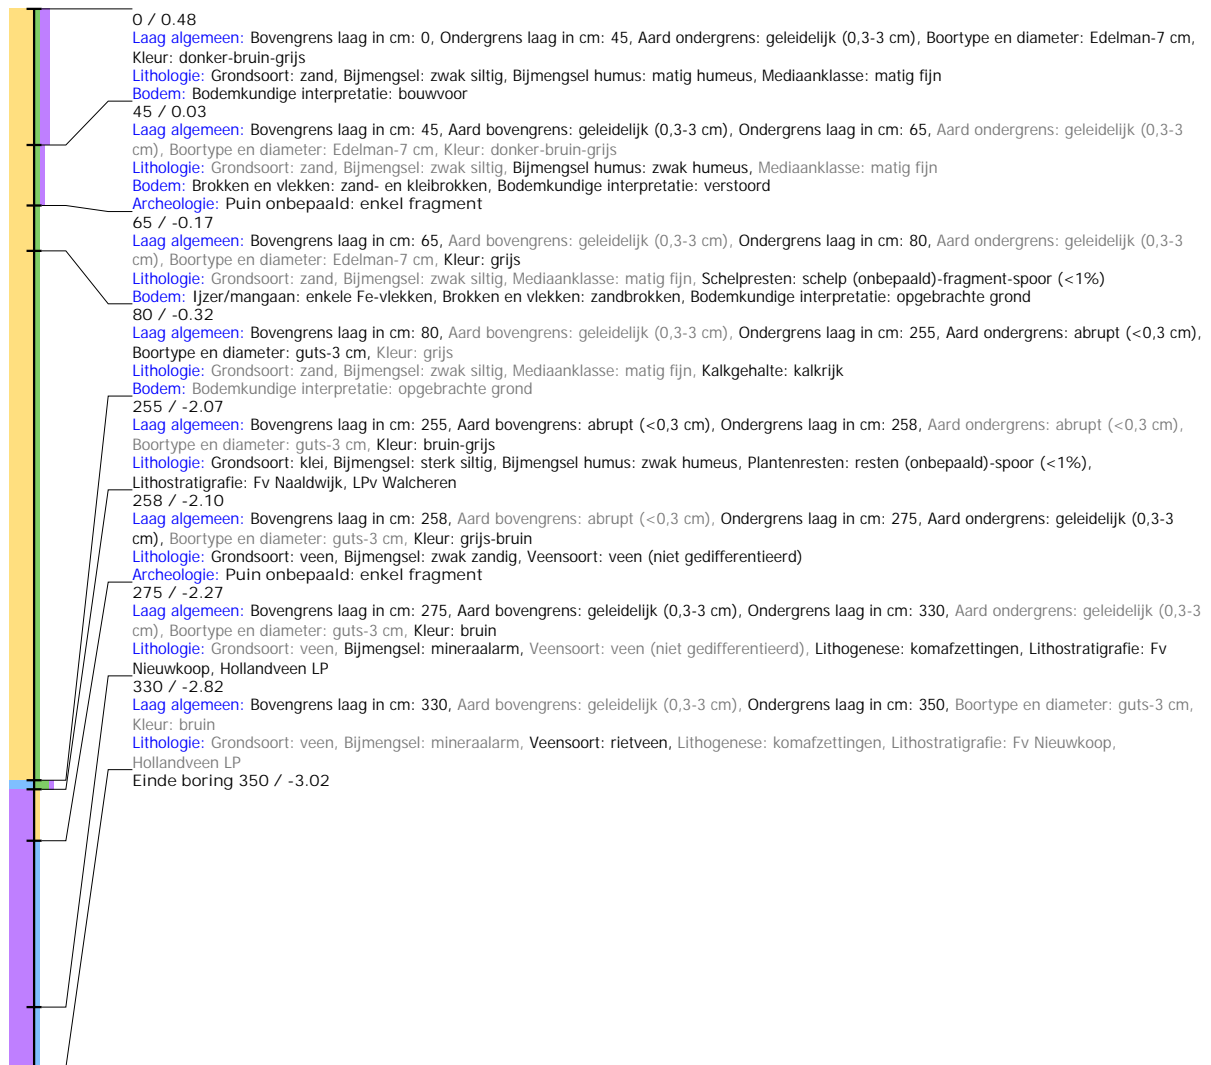 0 / 0.48
Laag algemeen: Bovengrens laag in cm: 0, Ondergrens laag in cm: 45, Aard ondergrens: geleidelijk (0,3-3 cm), Boortype en diameter: Edelman-7 cm,
Kleur: donker-bruin-grijs
Lithologie: Grondsoort: zand, Bijmengsel: zwak siltig, Bijmengsel humus: matig humeus, Mediaanklasse: matig fijn
Bodem: Bodemkundige interpretatie: bouwvoor
45 / 0.03
Laag algemeen: Bovengrens laag in cm: 45, Aard bovengrens: geleidelijk (0,3-3 cm), Ondergrens laag in cm: 65, Aard ondergrens: geleidelijk (0,3-3
cm), Boortype en diameter: Edelman-7 cm, Kleur: donker-bruin-grijs
Lithologie: Grondsoort: zand, Bijmengsel: zwak siltig, Bijmengsel humus: zwak humeus, Mediaanklasse: matig fijn
Bodem: Brokken en vlekken: zand- en kleibrokken, Bodemkundige interpretatie: verstoord
Archeologie: Puin onbepaald: enkel fragment
65 / -0.17
Laag algemeen: Bovengrens laag in cm: 65, Aard bovengrens: geleidelijk (0,3-3 cm), Ondergrens laag in cm: 80, Aard ondergrens: geleidelijk (0,3-3
cm), Boortype en diameter: Edelman-7 cm, Kleur: grijs
Lithologie: Grondsoort: zand, Bijmengsel: zwak siltig, Mediaanklasse: matig fijn, Schelpresten: schelp (onbepaald)-fragment-spoor (<1%)
Bodem: Ijzer/mangaan: enkele Fe-vlekken, Brokken en vlekken: zandbrokken, Bodemkundige interpretatie: opgebrachte grond
80 / -0.32
Laag algemeen: Bovengrens laag in cm: 80, Aard bovengrens: geleidelijk (0,3-3 cm), Ondergrens laag in cm: 255, Aard ondergrens: abrupt (<0,3 cm),
Boortype en diameter: guts-3 cm, Kleur: grijs
Lithologie: Grondsoort: zand, Bijmengsel: zwak siltig, Mediaanklasse: matig fijn, Kalkgehalte: kalkrijk
Bodem: Bodemkundige interpretatie: opgebrachte grond
255 / -2.07
Laag algemeen: Bovengrens laag in cm: 255, Aard bovengrens: abrupt (<0,3 cm), Ondergrens laag in cm: 258, Aard ondergrens: abrupt (<0,3 cm),
Boortype en diameter: guts-3 cm, Kleur: bruin-grijs
Lithologie: Grondsoort: klei, Bijmengsel: sterk siltig, Bijmengsel humus: zwak humeus, Plantenresten: resten (onbepaald)-spoor (<1%),
Lithostratigrafie: Fv Naaldwijk, LPv Walcheren
258 / -2.10
Laag algemeen: Bovengrens laag in cm: 258, Aard bovengrens: abrupt (<0,3 cm), Ondergrens laag in cm: 275, Aard ondergrens: geleidelijk (0,3-3
cm), Boortype en diameter: guts-3 cm, Kleur: grijs-bruin
Lithologie: Grondsoort: veen, Bijmengsel: zwak zandig, Veensoort: veen (niet gedifferentieerd)
Archeologie: Puin onbepaald: enkel fragment
275 / -2.27
Laag algemeen: Bovengrens laag in cm: 275, Aard bovengrens: geleidelijk (0,3-3 cm), Ondergrens laag in cm: 330, Aard ondergrens: geleidelijk (0,3-3
cm), Boortype en diameter: guts-3 cm, Kleur: bruin
Lithologie: Grondsoort: veen, Bijmengsel: mineraalarm, Veensoort: veen (niet gedifferentieerd), Lithogenese: komafzettingen, Lithostratigrafie: Fv
Nieuwkoop, Hollandveen LP
330 / -2.82
Laag algemeen: Bovengrens laag in cm: 330, Aard bovengrens: geleidelijk (0,3-3 cm), Ondergrens laag in cm: 350, Boortype en diameter: guts-3 cm,
Kleur: bruin
Lithologie: Grondsoort: veen, Bijmengsel: mineraalarm, Veensoort: rietveen, Lithogenese: komafzettingen, Lithostratigrafie: Fv Nieuwkoop,
Hollandveen LP
Einde boring 350 / -3.02